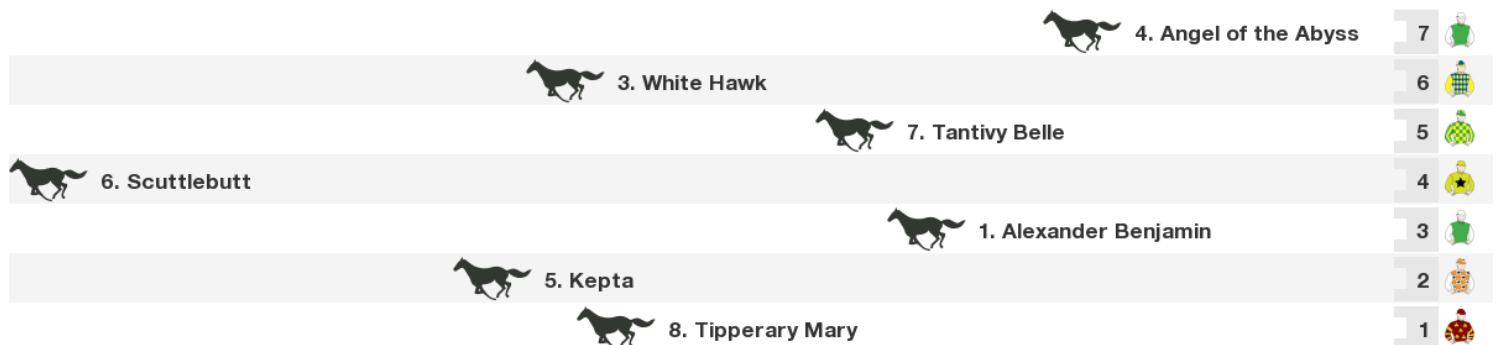 4. Angel of the Abyss 7
3. White Hawk 6
7. Tantivy Belle 5
6. Scuttlebutt 4
1. Alexander Benjamin 3
5. Kepta 2
8. Tipperary Mary 1